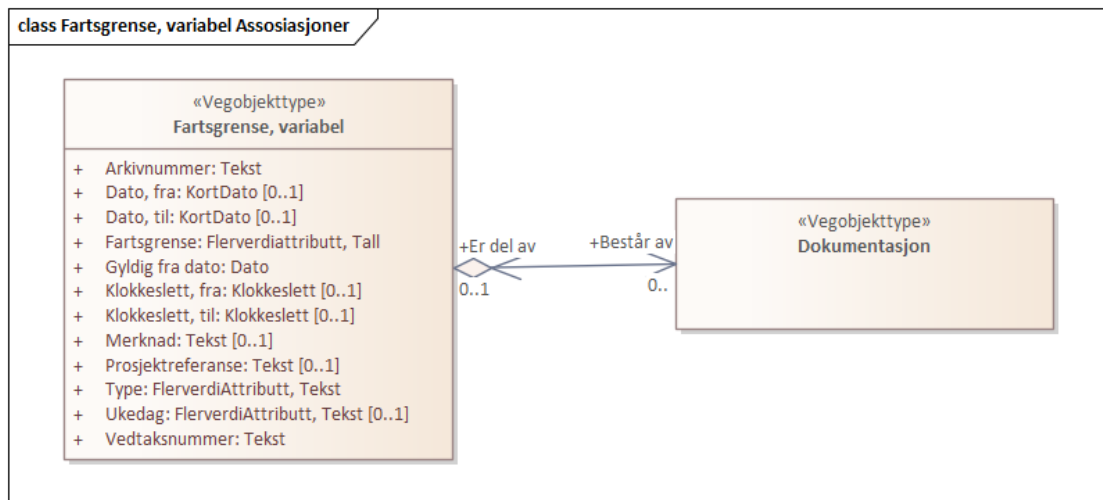 class Fartsgrense, variabel Assosiasjoner
«Vegobjekttype»
Fartsgrense, variabel
+ Arkivnummer: Tekst
+ Dato, fra: KortDato [0..1]
+ Dato, til: KortDato [0..1]
+ Fartsgrense: Flerverdiattributt, Tall
+ Gyldig fra dato: Dato
+ Klokkeslett, fra: Klokkeslett [0..1]
+ Klokkeslett, til: Klokkeslett [0..1]
+ Merknad: Tekst [0..1]
+ Prosjektreferanse: Tekst [0..1]
+ Type: FlerverdiAttributt, Tekst
+ Ukedag: FlerverdiAttributt, Tekst [0..1]
+ Vedtaksnummer: Tekst
+Er del av
0..1
+Består av
0..
«Vegobjekttype»
Dokumentasjon